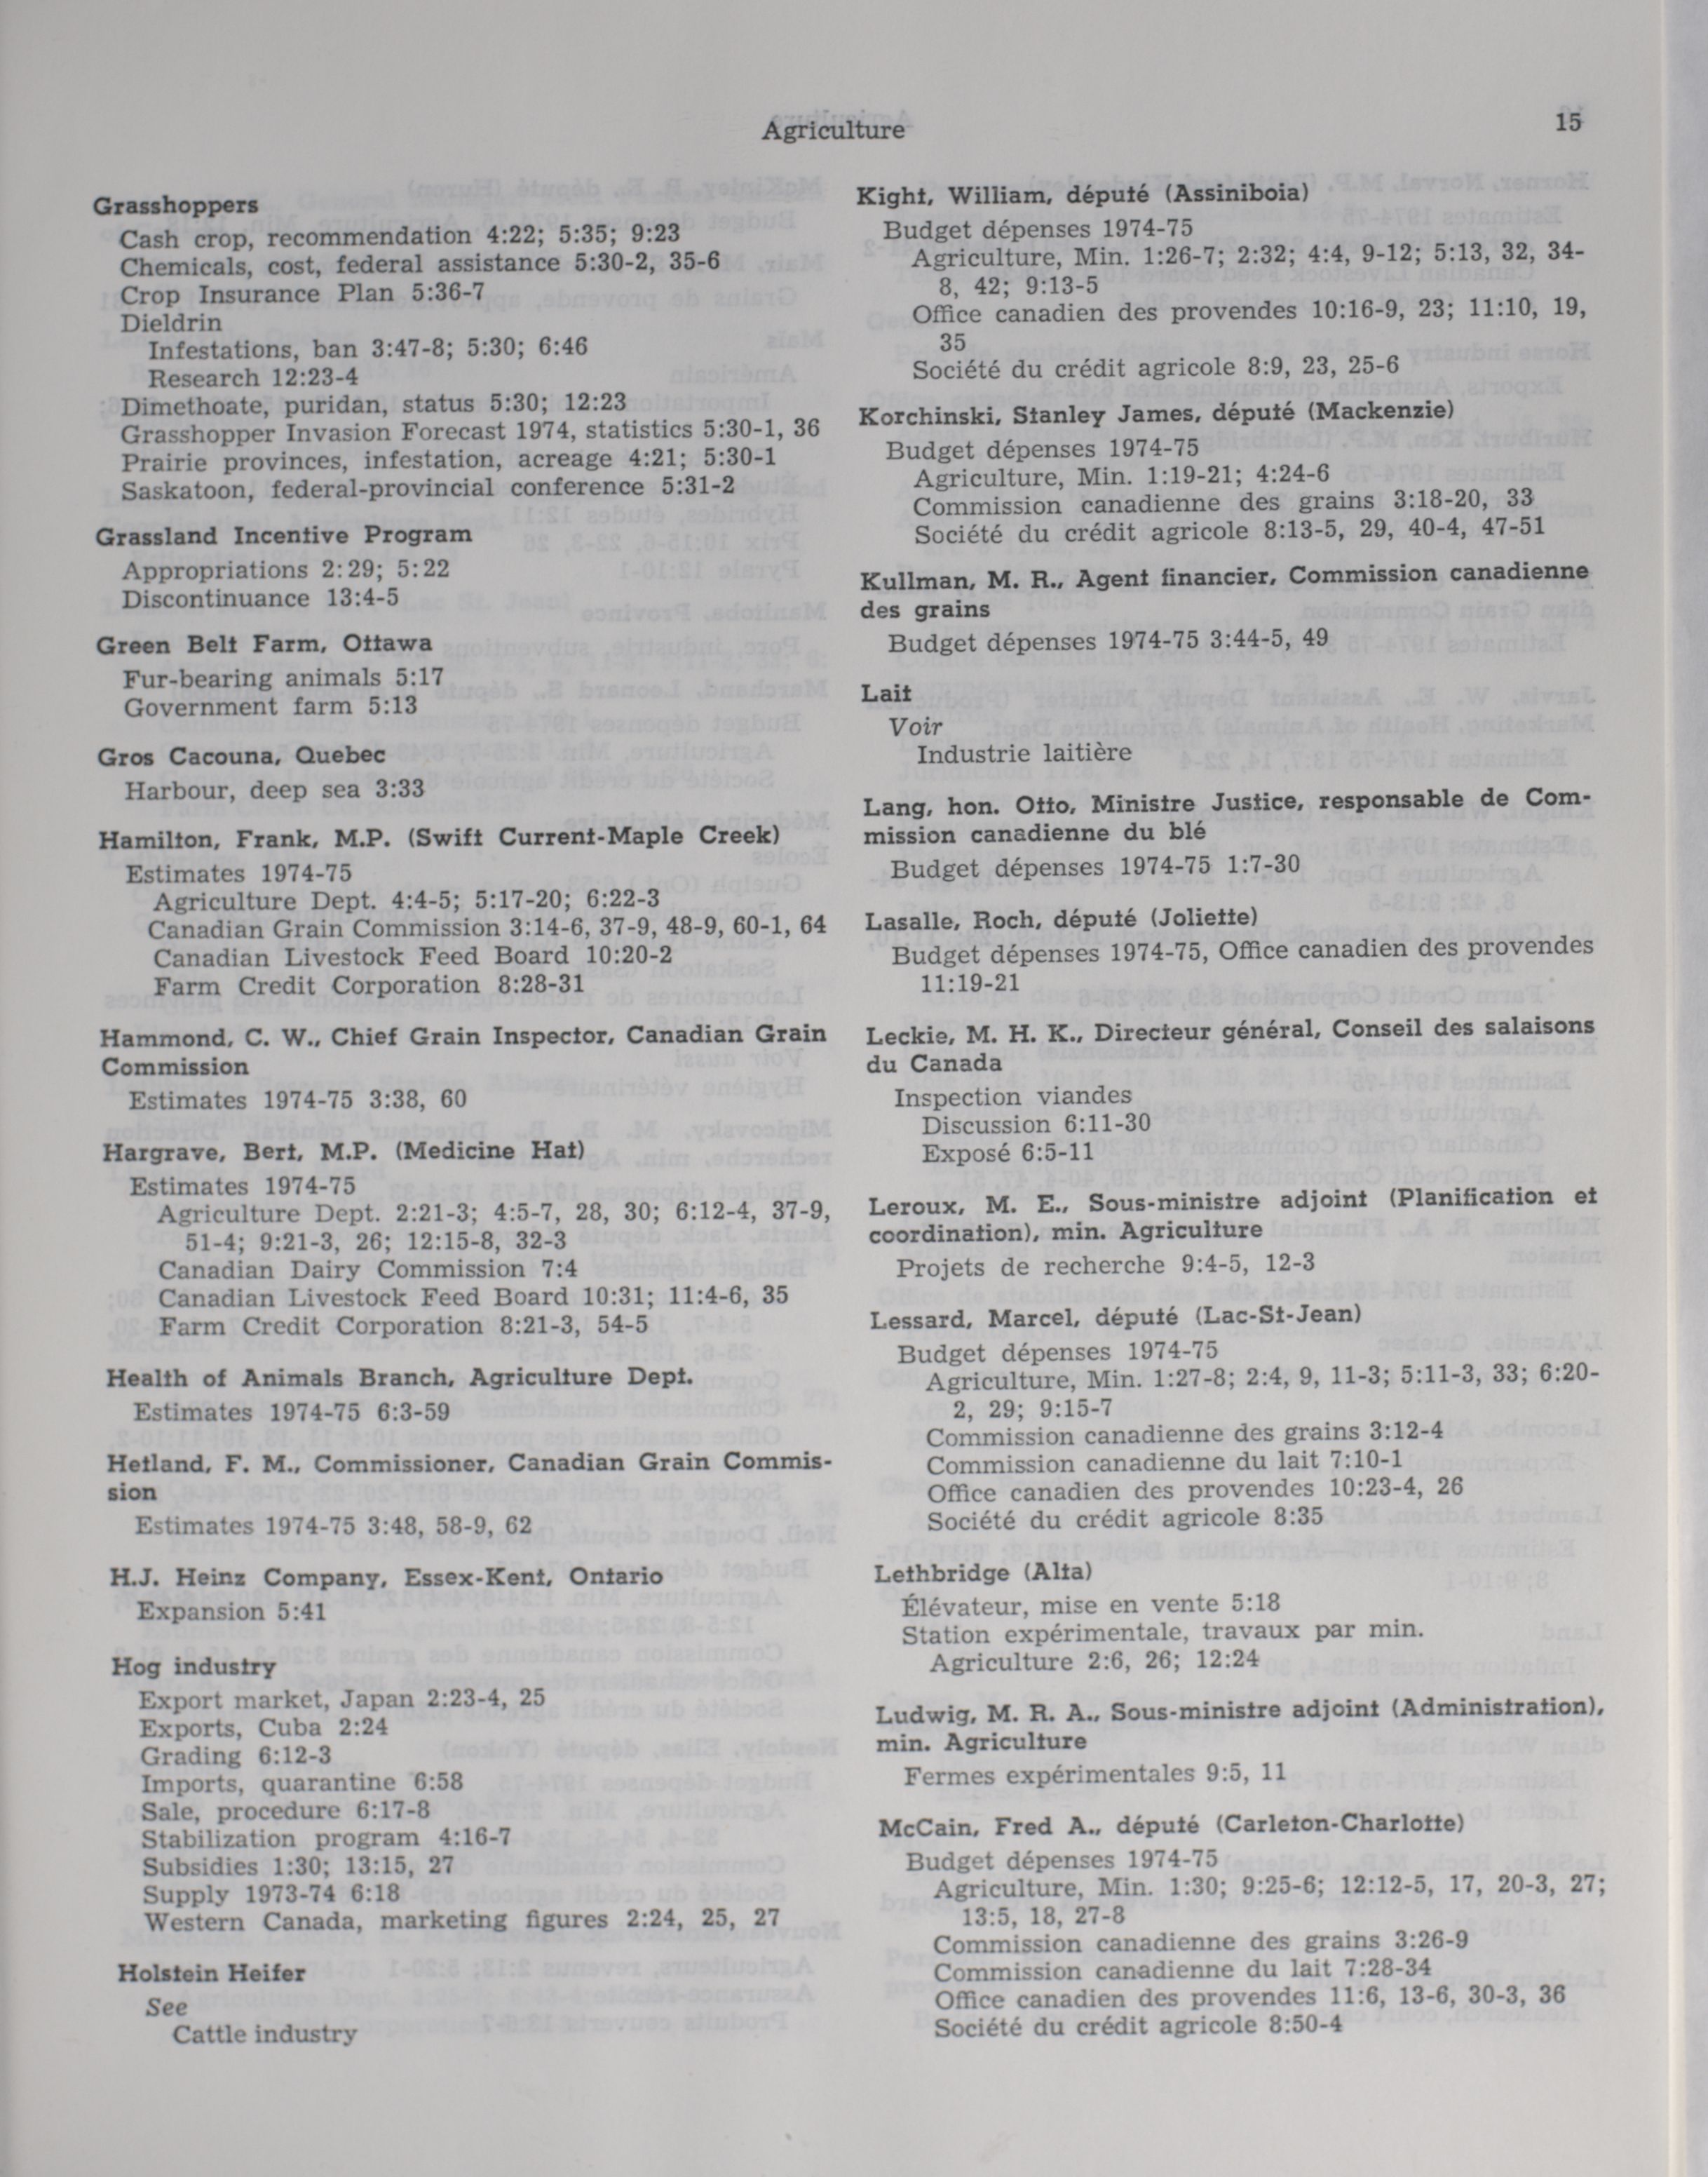 Agriculture
15
Grasshoppers
Cash crop, recommendation 4:22; 5:35; 9:23
Chemicals, cost, federal assistance 5:30-2, 35-6
Crop Insurance Plan 5:36-7
Dieldrin
Infestations, ban 3:47-8; 5:30; 6:46
Research 12:23-4
Dimethoate, puridan, status 5:30; 12:23
Grasshopper Invasion Forecast 1974, statistics 5:30-1, 36
Prairie provinces, infestation, acreage 4:21; 5:30-1
Saskatoon, federal-provincial conference 5:31-2
Grassland Incentive Program
Appropriations 2:29; 5:22
Discontinuance 13:4-5
Green Belt Farm, Ottawa
Fur-bearing animals 5:17
Government farm 5:13
Gros Cacouna, Quebec
Harbour, deep sea 3:33
Hamilton, Frank, M.P. (Swift Current-Maple Creek)
Estimates 1974-75
Agriculture Dept. 4:4-5; 5:17-20; 6:22-3
Canadian Grain Commission 3:14-6, 37-9, 48-9, 60-1, 64
Canadian Livestock Feed Board 10:20-2
Farm Credit Corporation 8:28-31
Hammond, C. W., Chief Grain Inspector, Canadian Grain
Commission
Estimates 1974-75 3:38, 60
Hargrave, Bert, M.P. (Medicine Hat)
Estimates 1974-75
Agriculture Dept. 2:21-3; 4:5-7, 28, 30; 6:12-4, 37-9,
51-4; 9:21-3, 26; 12:15-8, 32-3
Canadian Dairy Commission 7:4
Canadian Livestock Feed Board 10:31; 11:4-6, 35
Farm Credit Corporation 8:21-3, 54-5
Health of Animals Branch, Agriculture Dept.
Estimates 1974-75 6:3-59
Hetland, F. M., Commissioner, Canadian Grain Commis-
sion
Estimates 1974-75 3:48, 58-9, 62
H.J. Heinz Company, Essex-Kent, Ontario
Expansion 5:41
Hog industry
Export market, Japan 2:23-4, 25
Exports, Cuba 2:24
Grading 6:12-3
Imports, quarantine 6:58
Sale, procedure 6:17-8
Stabilization program 4:16-7
Subsidies 1:30; 13:15, 27
Supply 1973-74 6:18
Western Canada, marketing figures 2:24, 25, 27
Holstein Heifer
See
Cattle industry
Kight, William, député (Assiniboia)
Budget dépenses 1974-75
Agriculture, Min. 1:26-7; 2:32; 4:4, 9-12; 5:13, 32, 34-
8, 42; 9:13-5
Office canadien des provendes 10:16-9, 23; 11:10, 19,
35
Société du crédit agricole 8:9, 23, 25-6
Korchinski, Stanley James, député (Mackenzie)
Budget dépenses 1974-75
Agriculture, Min. 1:19-21; 4:24-6
Commission canadienne des grains 3:18-20, 33
Société du crédit agricole 8:13-5, 29, 40-4, 47-51
Kullman, M. R., Agent financier, Commission canadienne
des grains
Budget dépenses 1974-75 3:44-5, 49
Lait
Voir
Industrie laitière
Lang, hon. Otto, Ministre Justice, responsable de Com-
mission canadienne du blé
Budget dépenses 1974-75 1:7-30
Lasalle, Roch, député (Joliette)
Budget dépenses 1974-75, Office canadien des provendes
11:19-21
Leckie, M. H. K., Directeur général, Conseil des salaisons
du Canada
Inspection viandes
Discussion 6:11-30
Exposé 6:5-11
Leroux, M. E., Sous-ministre adjoint (Planification et
coordination), min. Agriculture
Projets de recherche 9:4-5, 12-3
Lessard, Marcel, député (Lac-St-Jean)
Budget dépenses 1974-75
Agriculture, Min. 1:27-8; 2:4, 9, 11-3; 5:11-3, 33; 6:20-
2, 29; 9:15-7
Commission canadienne des grains 3:12-4
Commission canadienne du lait 7:10-1
Office canadien des provendes 10:23-4, 26
Société du crédit agricole 8:35
Lethbridge (Alta)
Élévateur, mise en vente 5:18
Station expérimentale, travaux par min.
Agriculture 2:6, 26; 12:24
Ludwig, M. R. A., Sous-ministre adjoint (Administration),
min. Agriculture
Fermes expérimentales 9:5, 11
McCain, Fred A., député (Carleton-Charlotte)
Budget dépenses 1974-75
Agriculture, Min. 1:30; 9:25-6; 12:12-5, 17, 20-3, 27;
13:5, 18, 27-8
Commission canadienne des grains 3:26-9
Commission canadienne du lait 7:28-34
Office canadien des provendes 11:6, 13-6, 30-3, 36
Société du crédit agricole 8:50-4